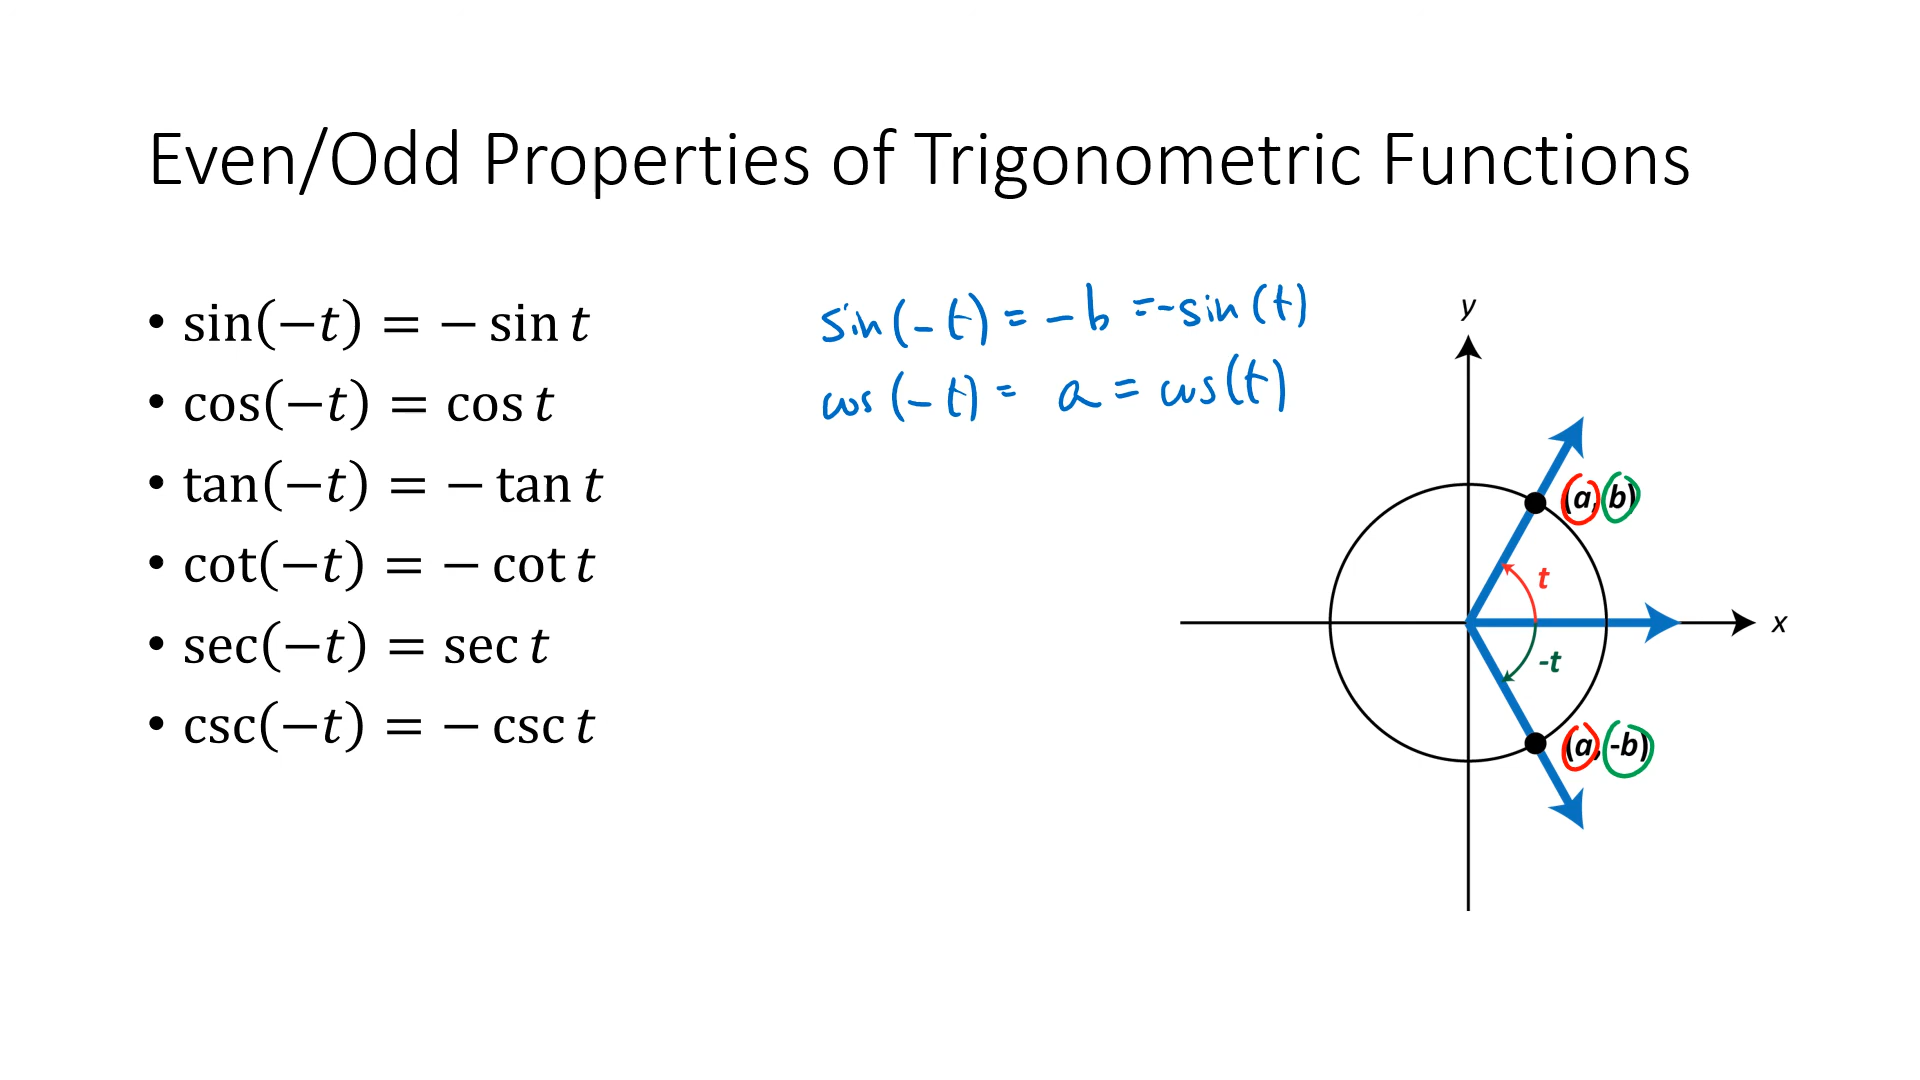 Even/Odd Properties of Trigonometric Functions
• sin(−t) = − sin t
• cos(−t) = cos t
• tan(−t) = − tan t
• cot(−t) = − cot t
• sec(−t) = sec t
• csc(−t) = − csc t
sin(-t) = -b = -sin(t)
cos(-t) = a = cos(t)
y
(a, b)
t
x
-t
(a, -b)